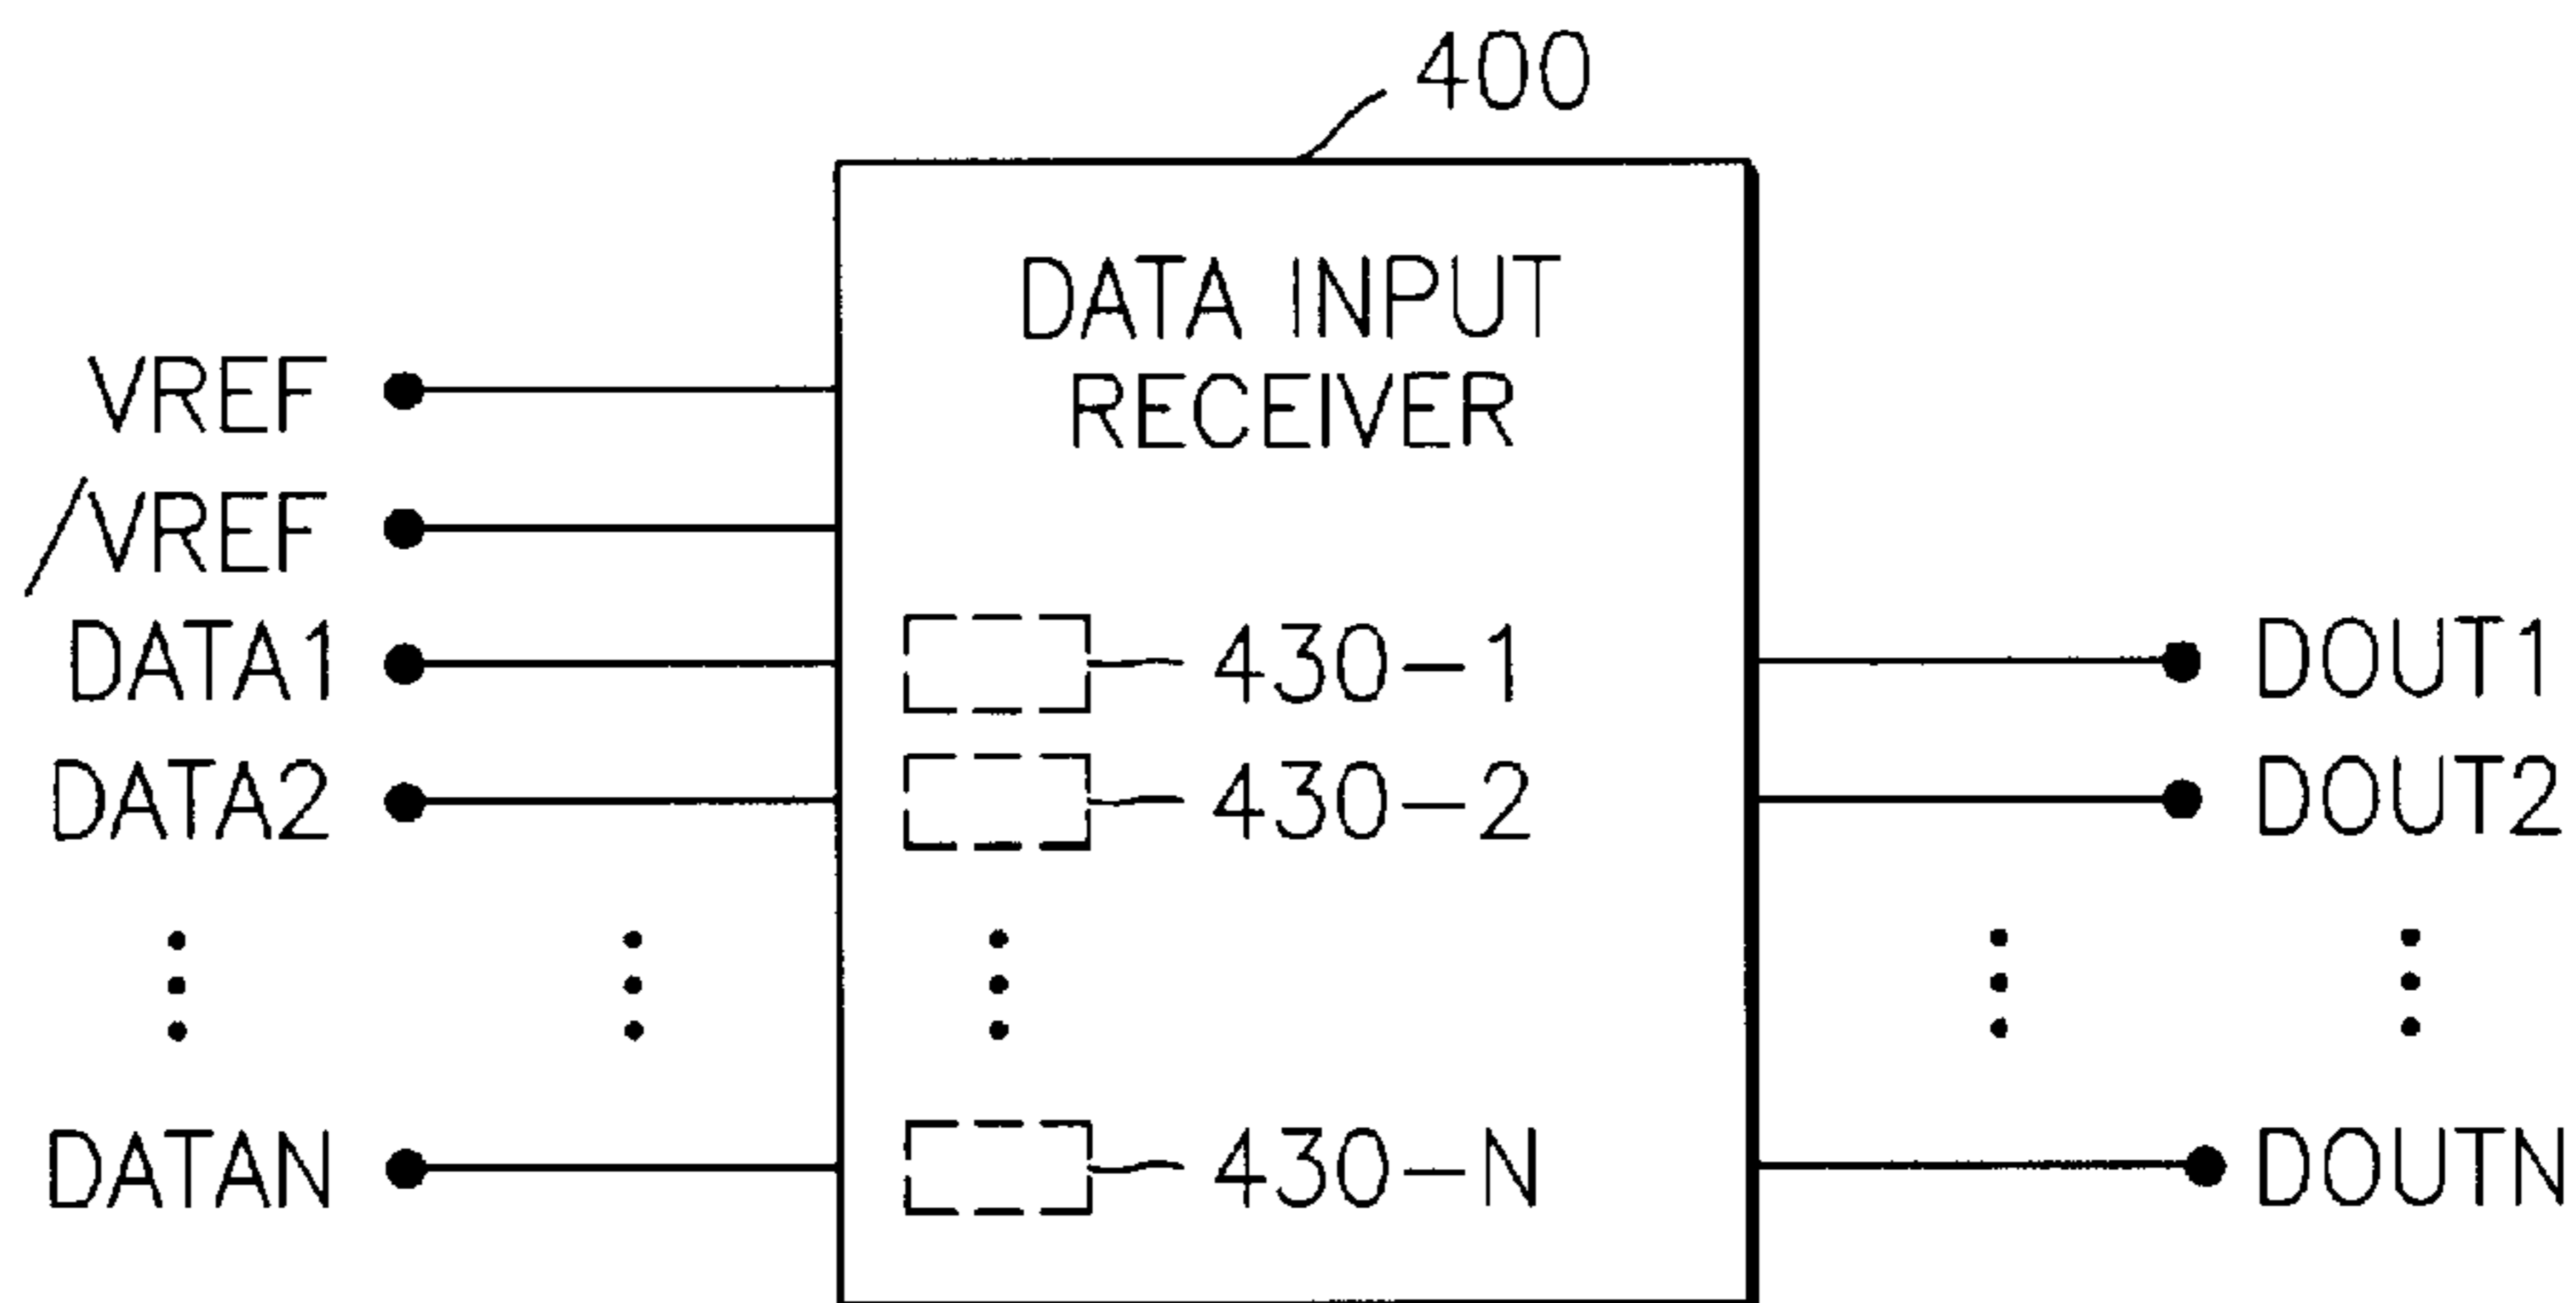 400
DATA INPUT
RECEIVER
VREF
/VREF
DATA1
430-1
DOUT1
DATA2
430-2
DOUT2
DATAN
430-N
DOUTN